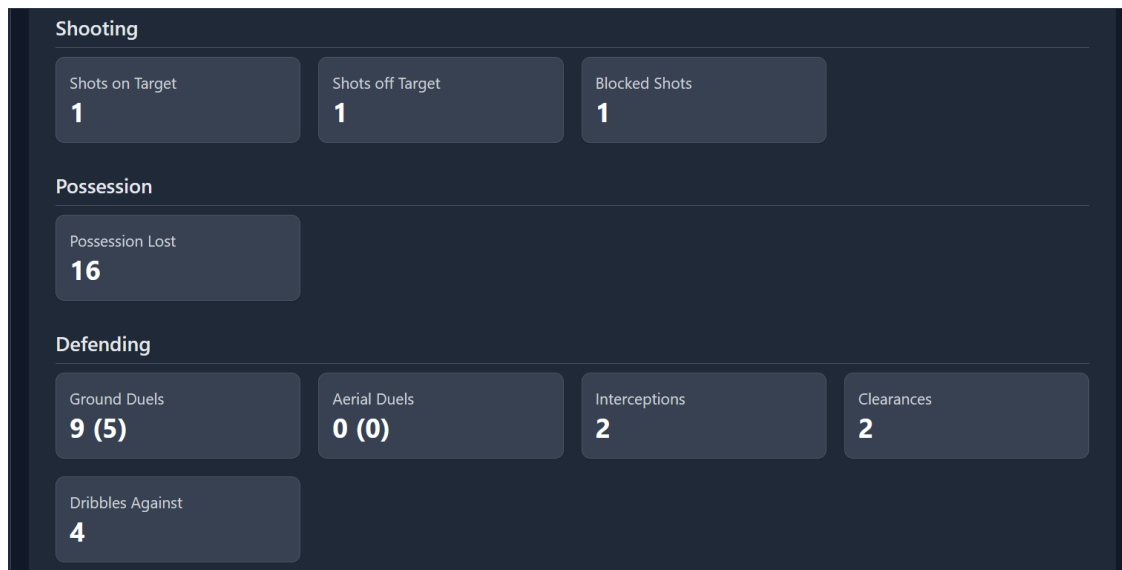 Shooting
Shots on Target
1
Shots off Target
1
Blocked Shots
1
Possession
Possession Lost
16
Defending
Ground Duels
9 (5)
Aerial Duels
0 (0)
Interceptions
2
Clearances
2
Dribbles Against
4